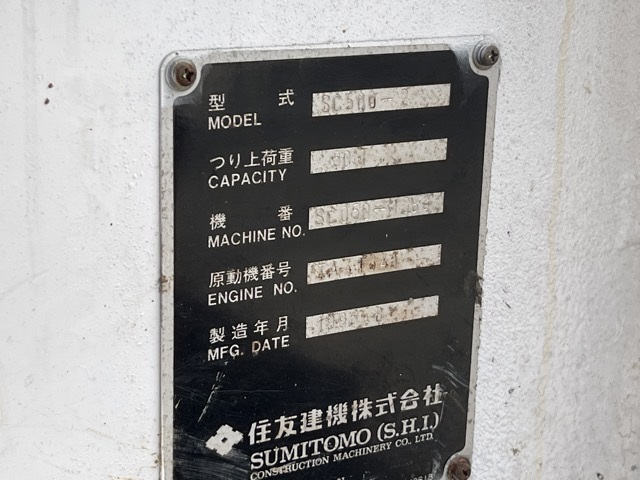 型 式 SC500-2
MODEL
つり上荷重
CAPACITY
機 番
MACHINE NO.
原動機番号
ENGINE NO.
製造年月
MFG. DATE
住友建機株式会社
SUMITOMO (S.H.I.)
CONSTRUCTION MACHINERY CO., LTD.